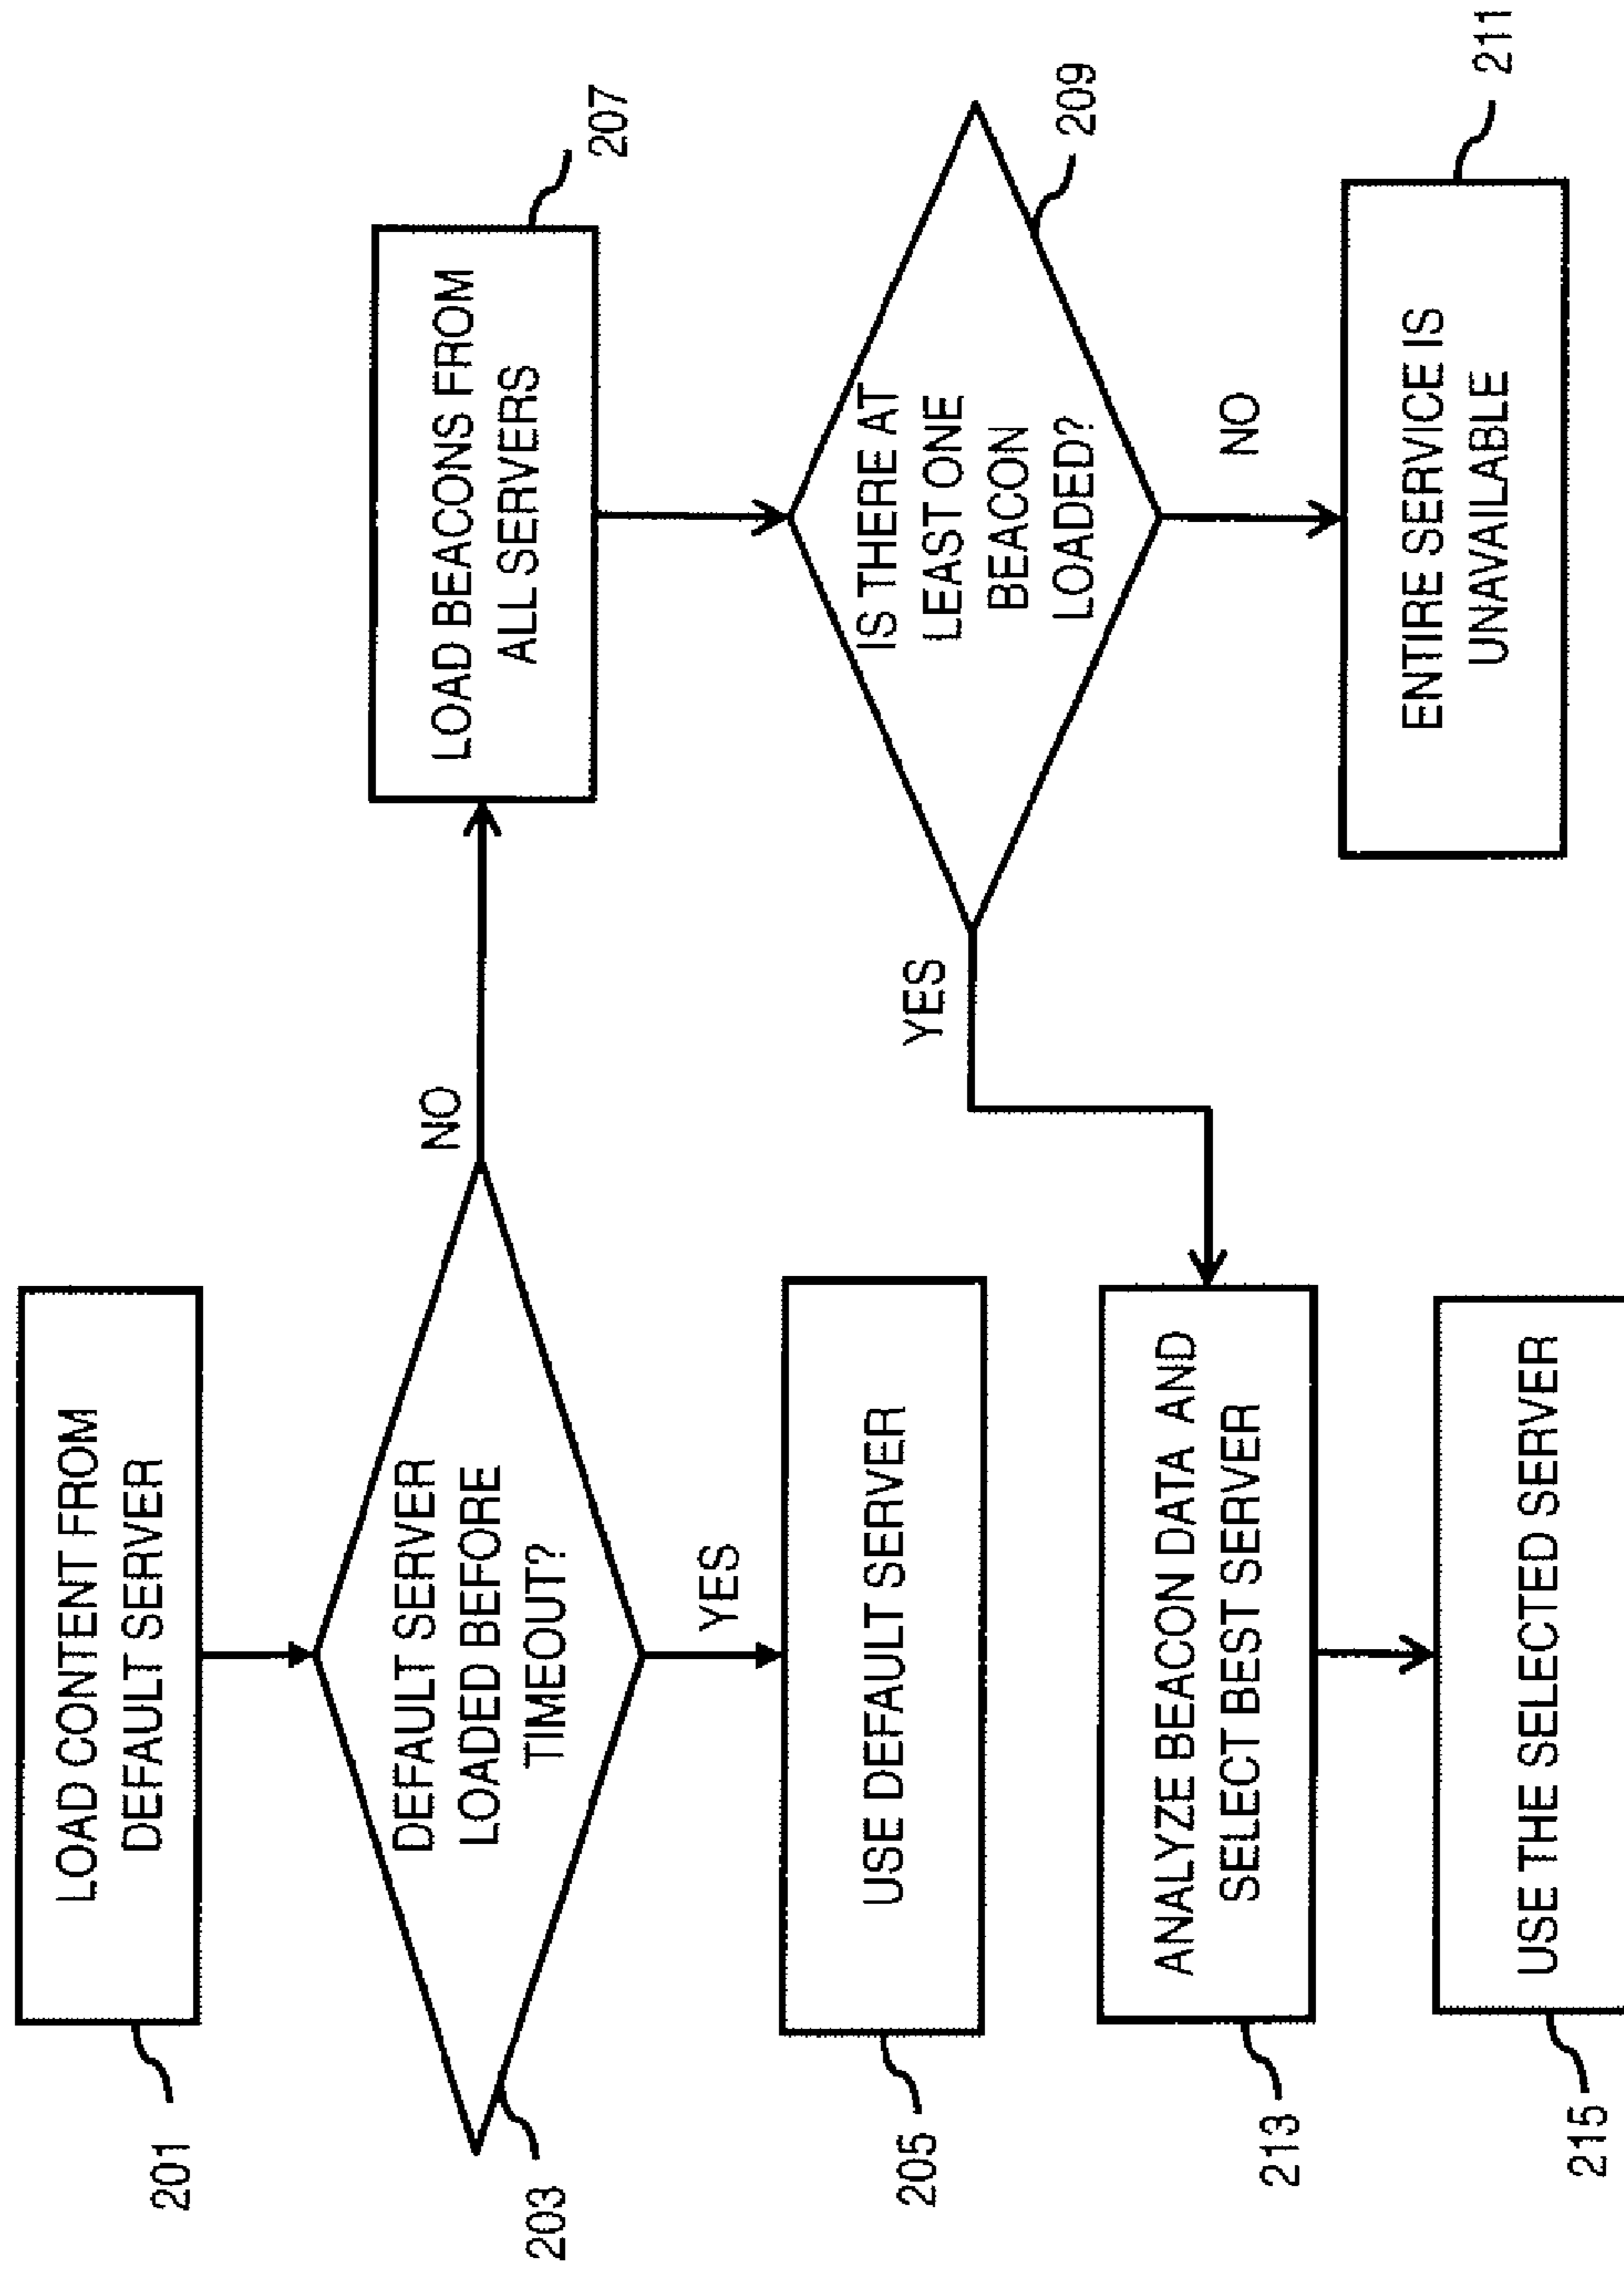 LOAD CONTENT FROM
DEFAULT SERVER
201
DEFAULT SERVER
LOADED BEFORE
TIMEOUT?
203
NO
YES
USE DEFAULT SERVER
205
LOAD BEACONS FROM
ALL SERVERS
207
IS THERE AT
LEAST ONE
BEACON
LOADED?
209
YES
NO
ENTIRE SERVICE IS
UNAVAILABLE
211
ANALYZE BEACON DATA AND
SELECT BEST SERVER
213
USE THE SELECTED SERVER
215